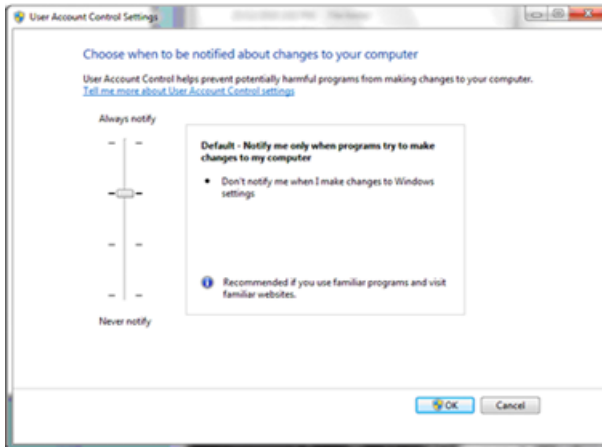 User Account Control Settings
Choose when to be notified about changes to your computer
User Account Control helps prevent potentially harmful programs from making changes to your computer.
Tell me more about User Account Control settings
Always notify
Default - Notify me only when programs try to make
changes to my computer
• Don't notify me when I make changes to Windows
settings
Recommended if you use familiar programs and visit
familiar websites.
Never notify
OK
Cancel